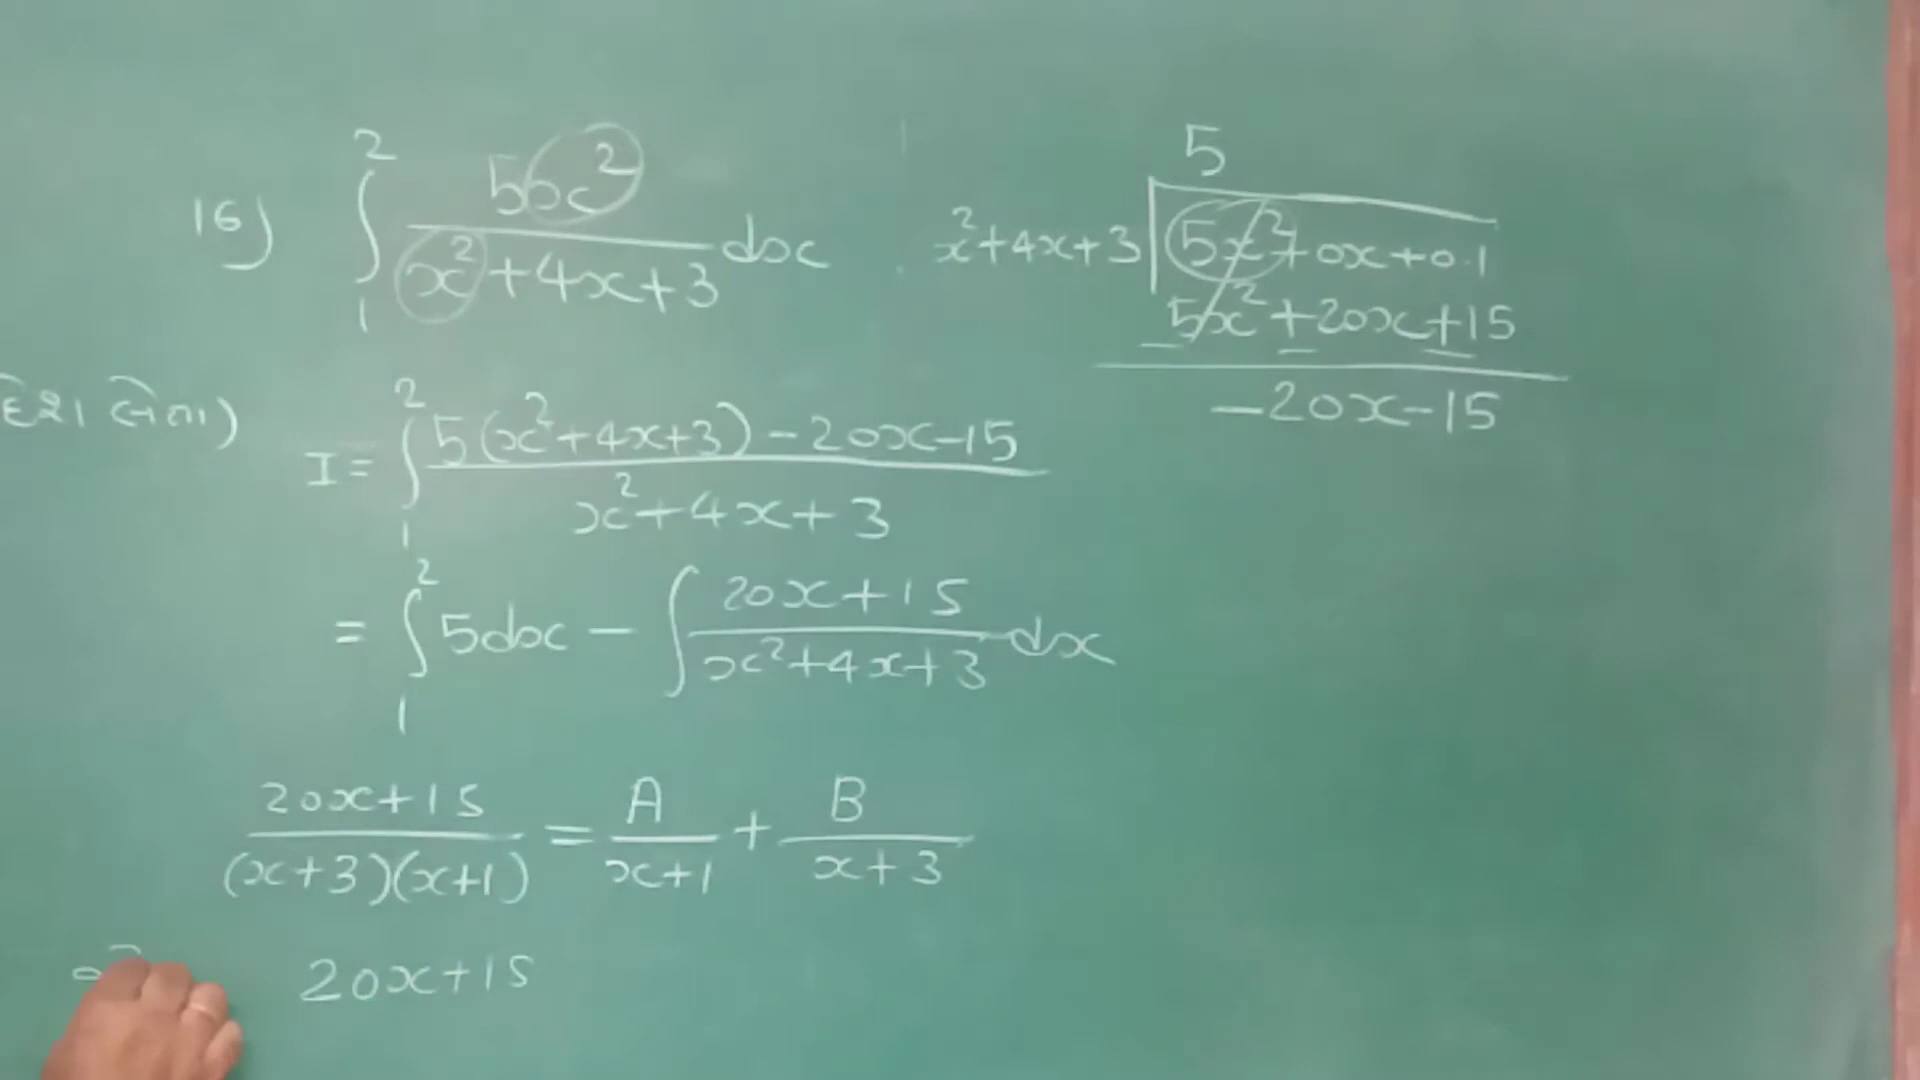 16) ∫₁² 5x² / (x²+4x+3) dx
5
x²+4x+3 | 5x²+0x+0.1
5x²+20x+15
− − −
−20x−15
I = ∫₁² (5(x²+4x+3) −20x−15) / (x²+4x+3)
= ∫₁² 5dx − ∫ (20x+15) / (x²+4x+3) dx
(20x+15) / ((x+3)(x+1)) = A / (x+1) + B / (x+3)
20x+15